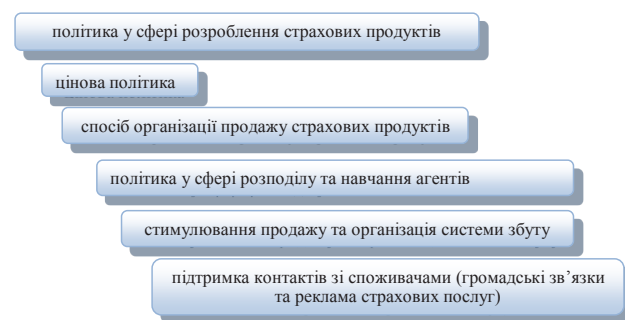 політика у сфері розроблення страхових продуктів
цінова політика
спосіб організації продажу страхових продуктів
політика у сфері розподілу та навчання агентів
стимулювання продажу та організація системи збуту
підтримка контактів зі споживачами (громадські зв’язки
та реклама страхових послуг)